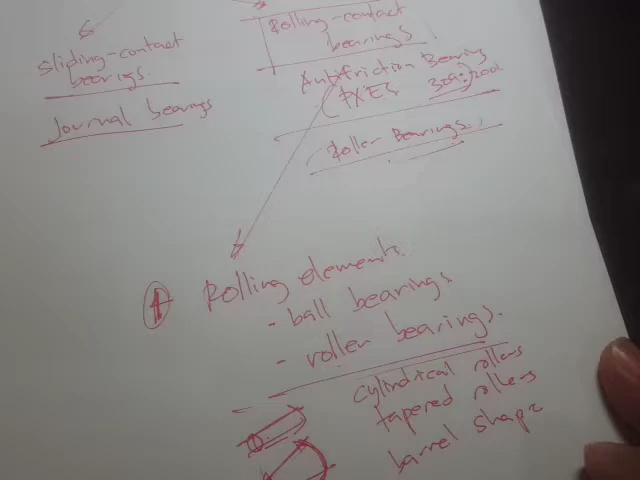 Sliding-contact
bearings.
Journal bearings
Rolling-contact
bearings
Antifriction Bearing
Roller Bearings.
1 Rolling elements.
- ball bearings
- roller bearings.
cylindrical rollers
tapered rollers
barrel shape